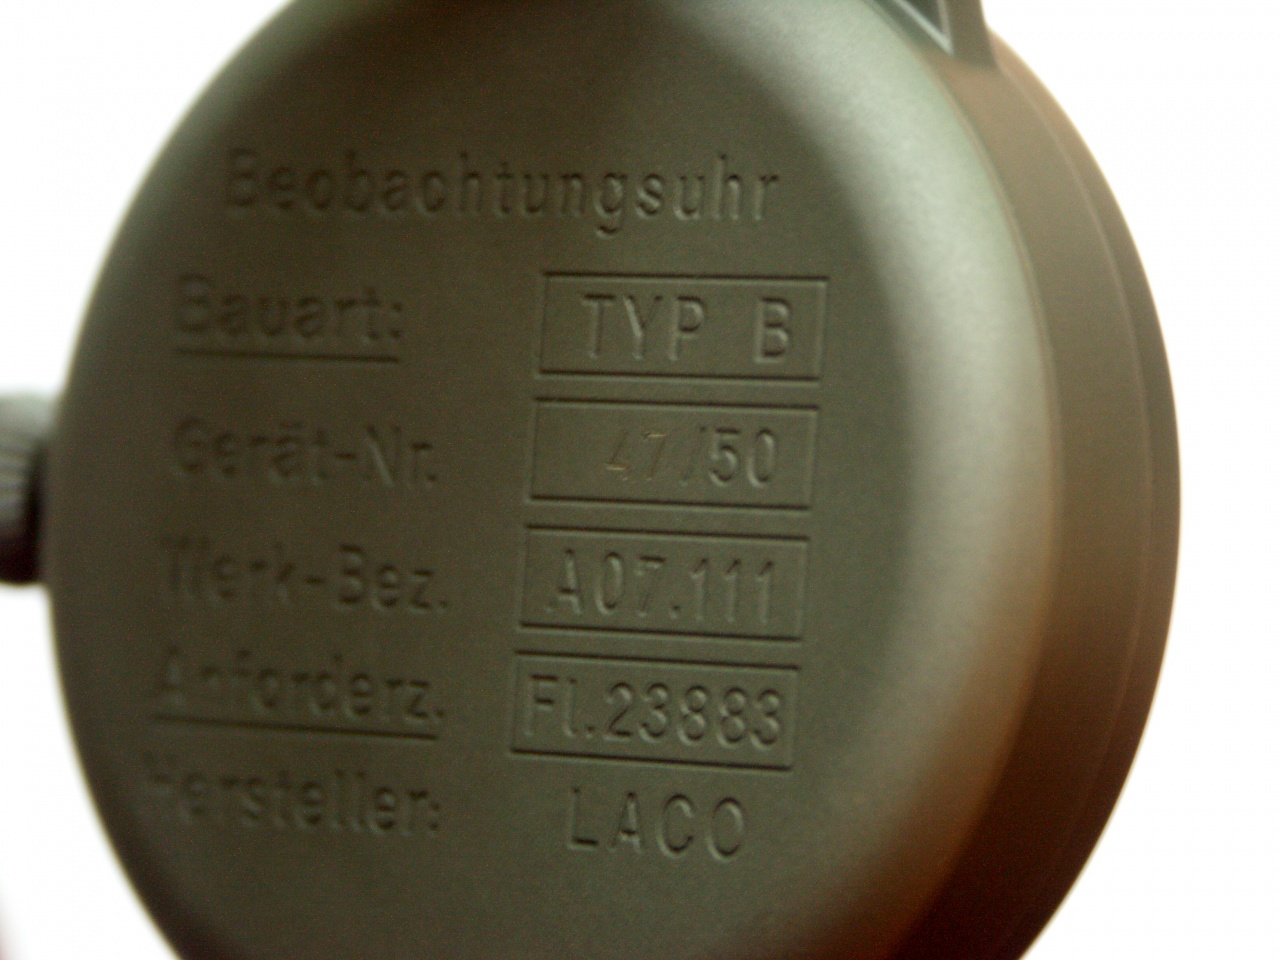 Beobachtungsuhr
Bauart: TYP B
Gerät-Nr. 47/50
Werk-Bez. A07.111
Anforderz. Fl.23883
Hersteller: LACO